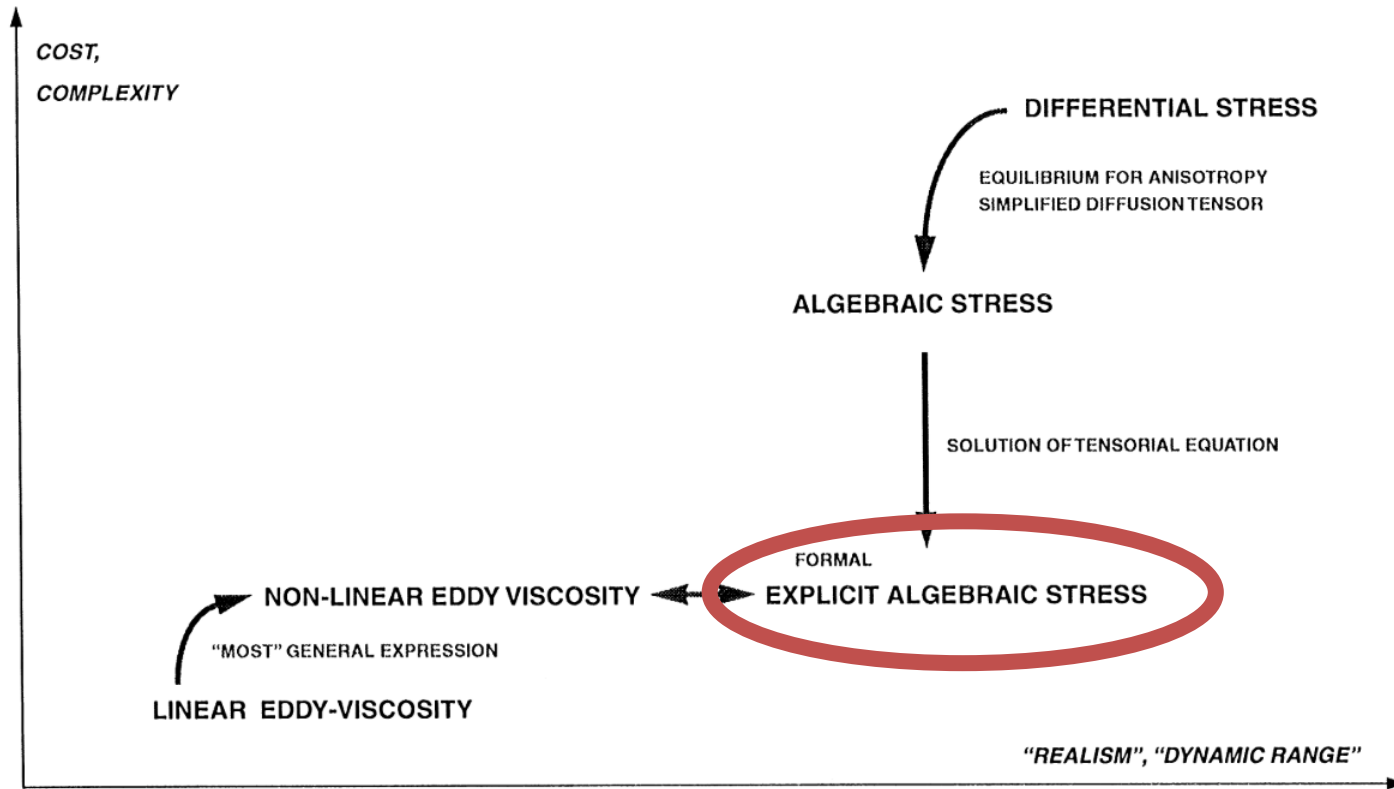 COST,
COMPLEXITY
DIFFERENTIAL STRESS
EQUILIBRIUM FOR ANISOTROPY
SIMPLIFIED DIFFUSION TENSOR
ALGEBRAIC STRESS
SOLUTION OF TENSORIAL EQUATION
FORMAL
NON-LINEAR EDDY VISCOSITY
EXPLICIT ALGEBRAIC STRESS
“MOST” GENERAL EXPRESSION
LINEAR EDDY-VISCOSITY
“REALISM”, “DYNAMIC RANGE”